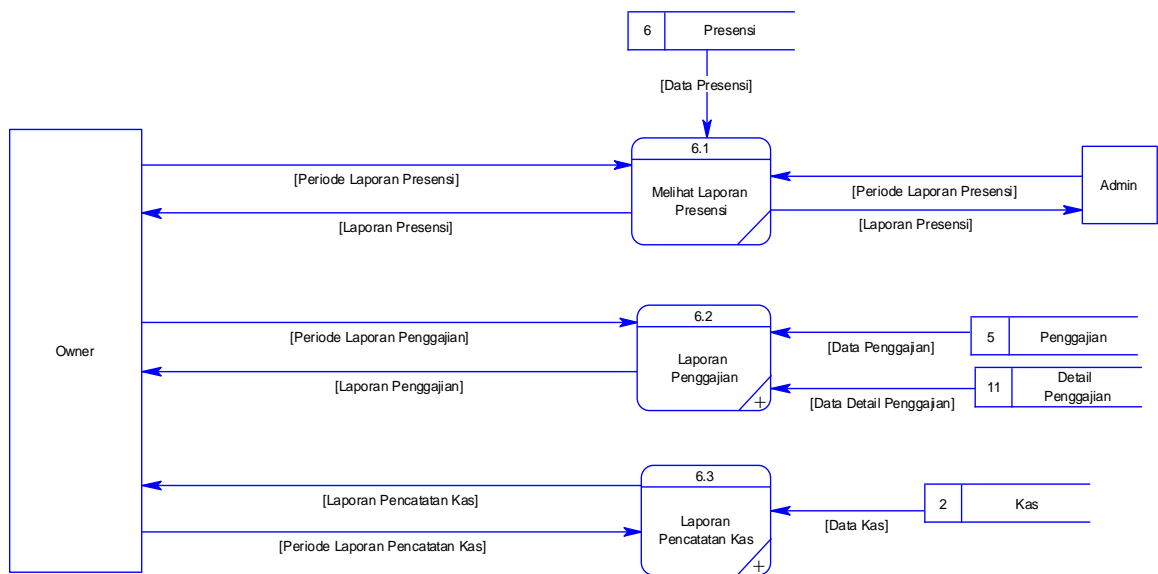 6 Presensi
[Data Presensi]
6.1
[Periode Laporan Presensi]
Melihat Laporan
Presensi
[Periode Laporan Presensi]
Admin
[Laporan Presensi]
[Laporan Presensi]
Owner
6.2
[Periode Laporan Penggajian]
Laporan
Penggajian
[Data Penggajian]
5 Penggajian
[Laporan Penggajian]
[Data Detail Penggajian]
11 Detail
Penggajian
+
6.3
[Laporan Pencatatan Kas]
Laporan
Pencatatan Kas
[Data Kas]
2 Kas
[Periode Laporan Pencatatan Kas]
+